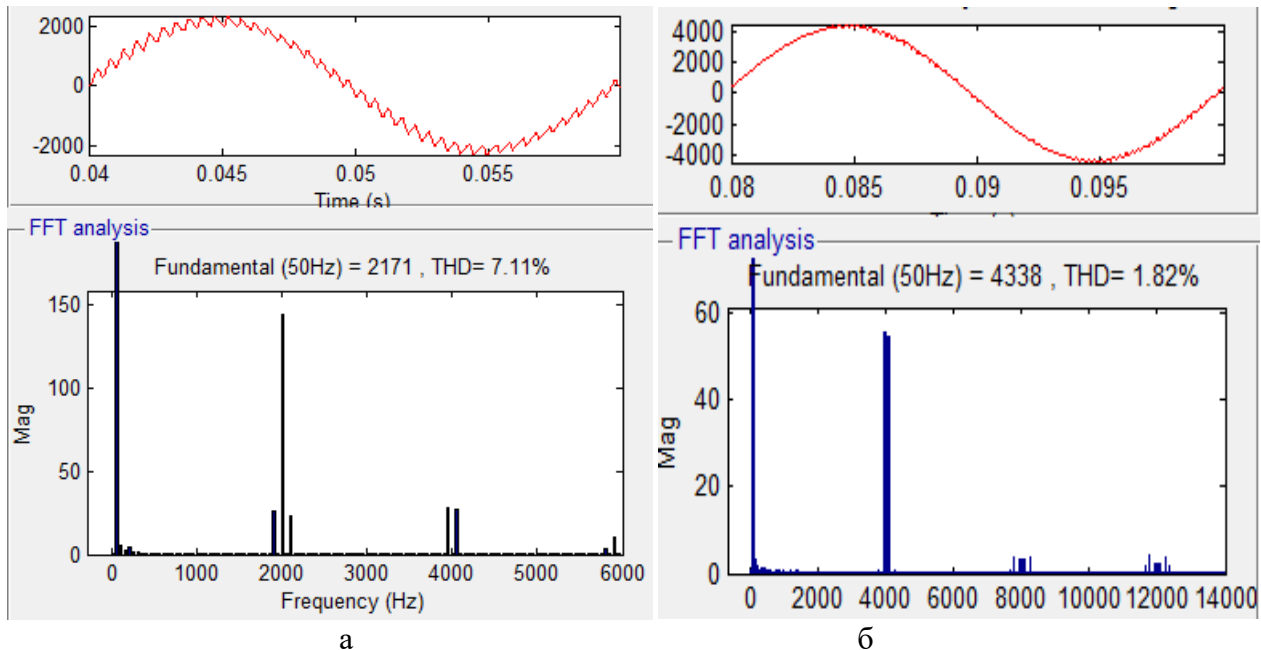 2000
0
-2000
0.04 0.045 0.05 0.055
Time (s)
FFT analysis
Fundamental (50Hz) = 2171 , THD= 7.11%
150
100
50
0
Mag
0 1000 2000 3000 4000 5000 6000
Frequency (Hz)
а
4000
2000
0
-2000
-4000
0.08 0.085 0.09 0.095
FFT analysis
Fundamental (50Hz) = 4338 , THD= 1.82%
60
40
20
0
Mag
0 2000 4000 6000 8000 10000 12000 14000
б